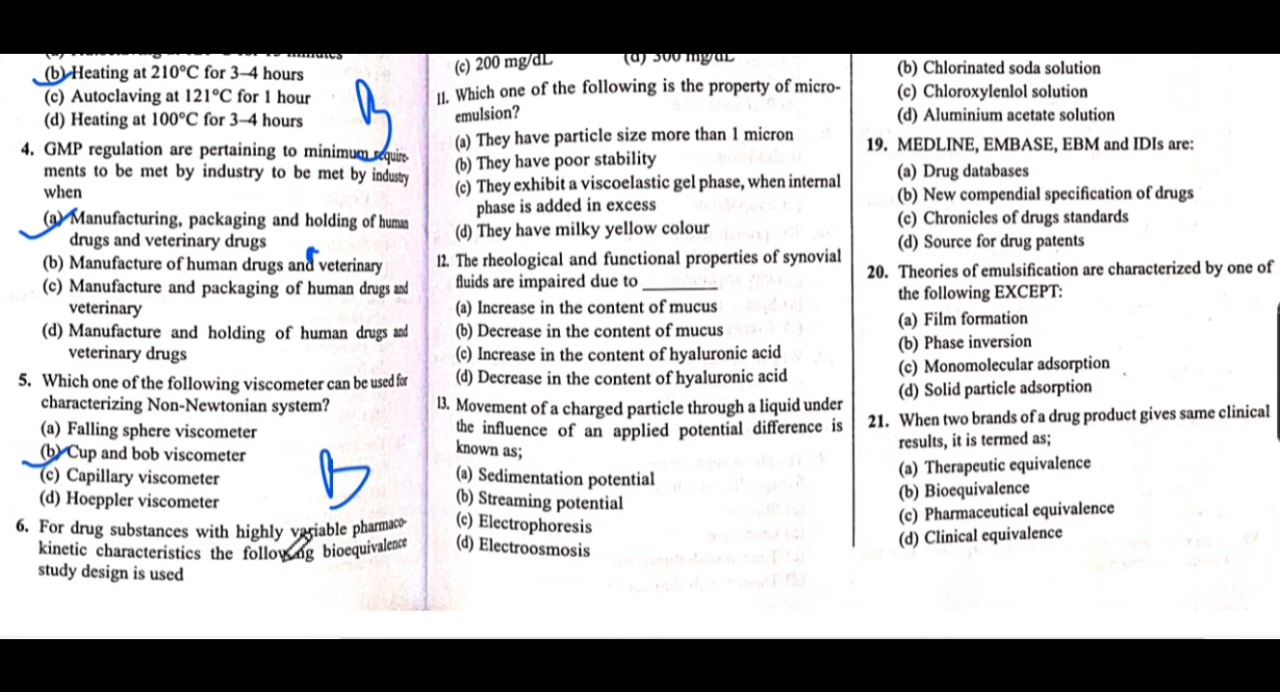 (b) Heating at 210°C for 3–4 hours
(c) Autoclaving at 121°C for 1 hour
(d) Heating at 100°C for 3–4 hours
4. GMP regulation are pertaining to minimum require-
ments to be met by industry to be met by industry
when
(a) Manufacturing, packaging and holding of human
drugs and veterinary drugs
(b) Manufacture of human drugs and veterinary
(c) Manufacture and packaging of human drugs and
veterinary
(d) Manufacture and holding of human drugs and
veterinary drugs
5. Which one of the following viscometer can be used for
characterizing Non-Newtonian system?
(a) Falling sphere viscometer
(b) Cup and bob viscometer
(c) Capillary viscometer
(d) Hoeppler viscometer
6. For drug substances with highly variable pharmaco-
kinetic characteristics the following bioequivalence
study design is used
(c) 200 mg/dL (d) 300 mg/dL
11. Which one of the following is the property of micro-
emulsion?
(a) They have particle size more than 1 micron
(b) They have poor stability
(c) They exhibit a viscoelastic gel phase, when internal
phase is added in excess
(d) They have milky yellow colour
12. The rheological and functional properties of synovial
fluids are impaired due to ________
(a) Increase in the content of mucus
(b) Decrease in the content of mucus
(c) Increase in the content of hyaluronic acid
(d) Decrease in the content of hyaluronic acid
13. Movement of a charged particle through a liquid under
the influence of an applied potential difference is
known as;
(a) Sedimentation potential
(b) Streaming potential
(c) Electrophoresis
(d) Electroosmosis
(b) Chlorinated soda solution
(c) Chloroxylenlol solution
(d) Aluminium acetate solution
19. MEDLINE, EMBASE, EBM and IDIs are:
(a) Drug databases
(b) New compendial specification of drugs
(c) Chronicles of drugs standards
(d) Source for drug patents
20. Theories of emulsification are characterized by one of
the following EXCEPT:
(a) Film formation
(b) Phase inversion
(c) Monomolecular adsorption
(d) Solid particle adsorption
21. When two brands of a drug product gives same clinical
results, it is termed as;
(a) Therapeutic equivalence
(b) Bioequivalence
(c) Pharmaceutical equivalence
(d) Clinical equivalence